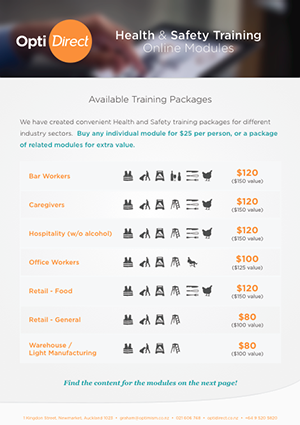 Opti Direct
Health & Safety Training
Online Modules
Available Training Packages
We have created convenient Health and Safety training packages for different
industry sectors. Buy any individual module for $25 per person, or a package
of related modules for extra value.
Bar Workers $120
($150 value)
Caregivers $120
($150 value)
Hospitality (w/o alcohol) $120
($150 value)
Office Workers $100
($125 value)
Retail - Food $120
($150 value)
Retail - General $80
($100 value)
Warehouse /
Light Manufacturing $80
($100 value)
Find the content for the modules on the next page!